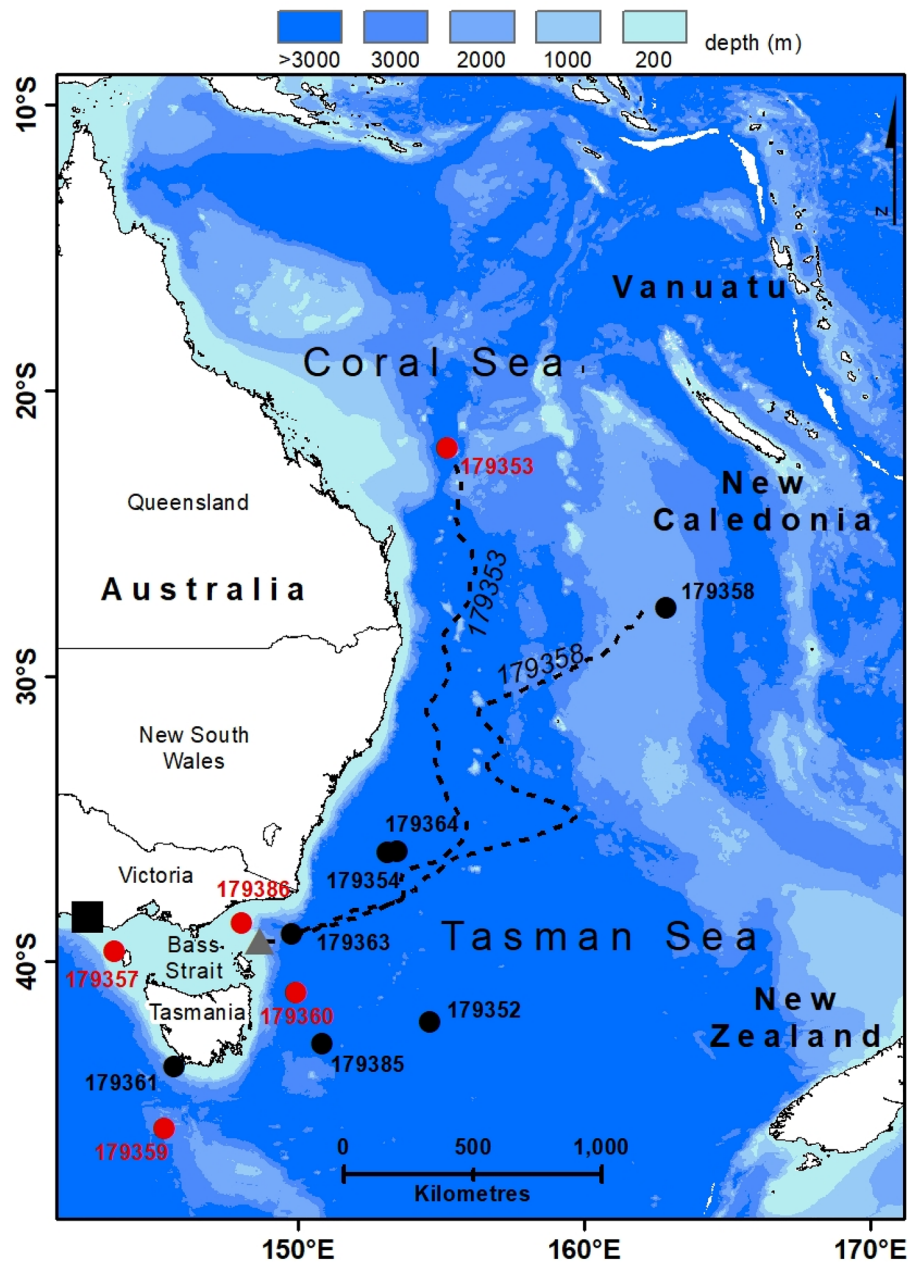 depth (m)
>3000 3000 2000 1000 200
10°S
20°S
30°S
40°S
N
Vanuatu
Coral Sea
179353
New
Caledonia
Queensland
Australia
179353
179358
179358
New South
Wales
179364
179354
Victoria
179386
179363
Tasman Sea
Bass
Strait
179357
Tasmania
179360
179352
New
Zealand
179385
179361
179359
0 500 1,000
Kilometres
150°E 160°E 170°E